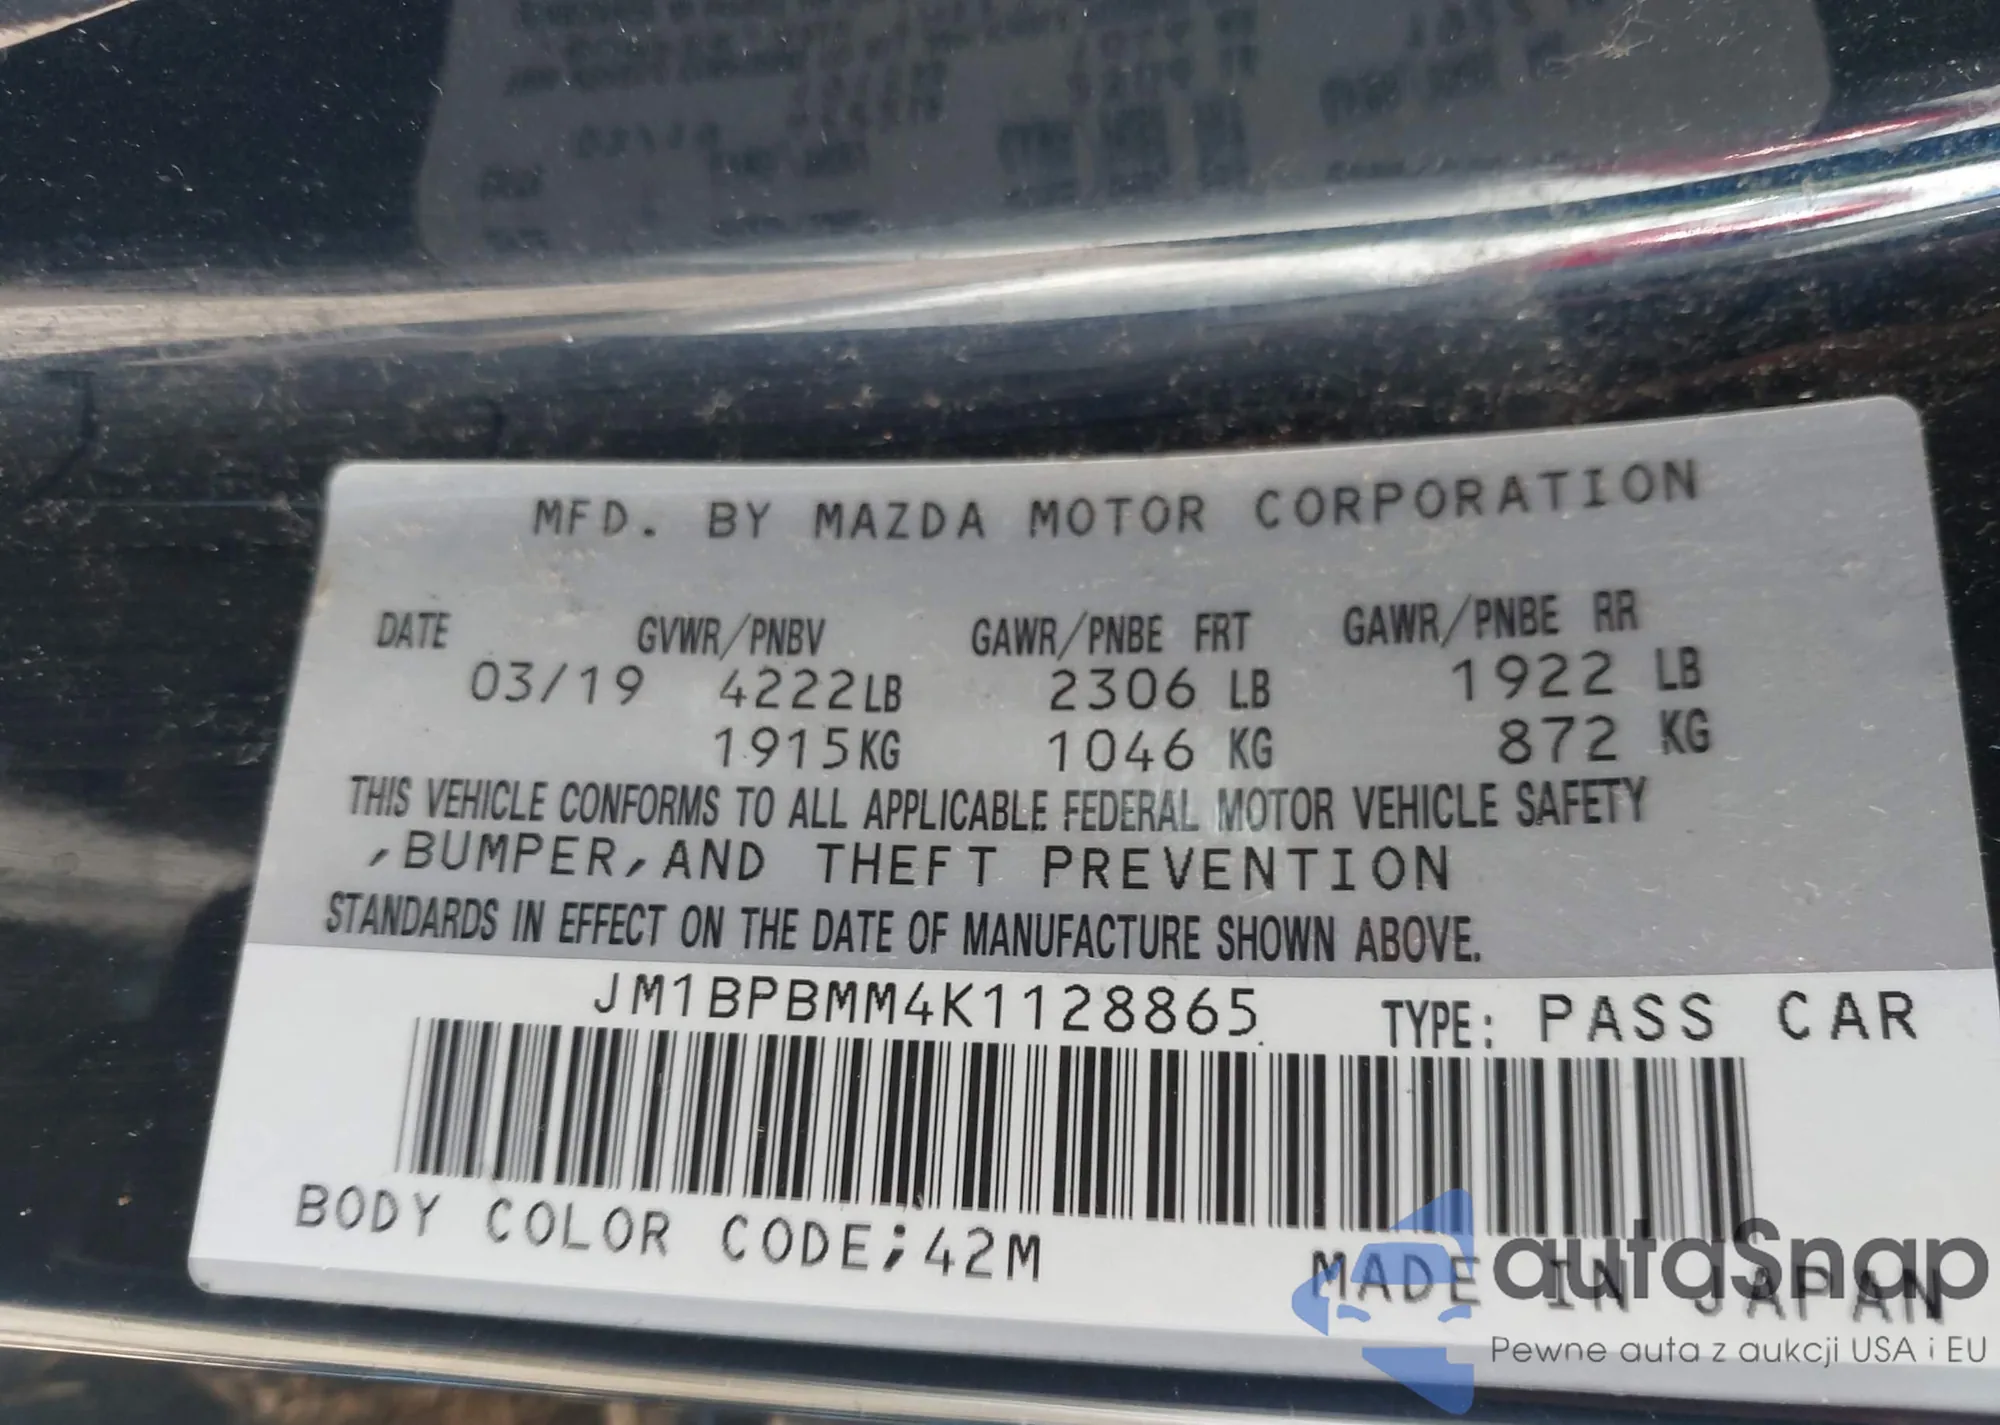 MFD. BY MAZDA MOTOR CORPORATION
DATE GVWR/PNBV GAWR/PNBE FRT GAWR/PNBE RR
03/19 4222LB 2306 LB 1922 LB
1915KG 1046 KG 872 KG
THIS VEHICLE CONFORMS TO ALL APPLICABLE FEDERAL MOTOR VEHICLE SAFETY
,BUMPER,AND THEFT PREVENTION
STANDARDS IN EFFECT ON THE DATE OF MANUFACTURE SHOWN ABOVE.
JM1BPBMM4K1128865 TYPE: PASS CAR
BODY COLOR CODE;42M
MADE IN JAPAN
autaSnap
Pewne auta z aukcji USA i EU